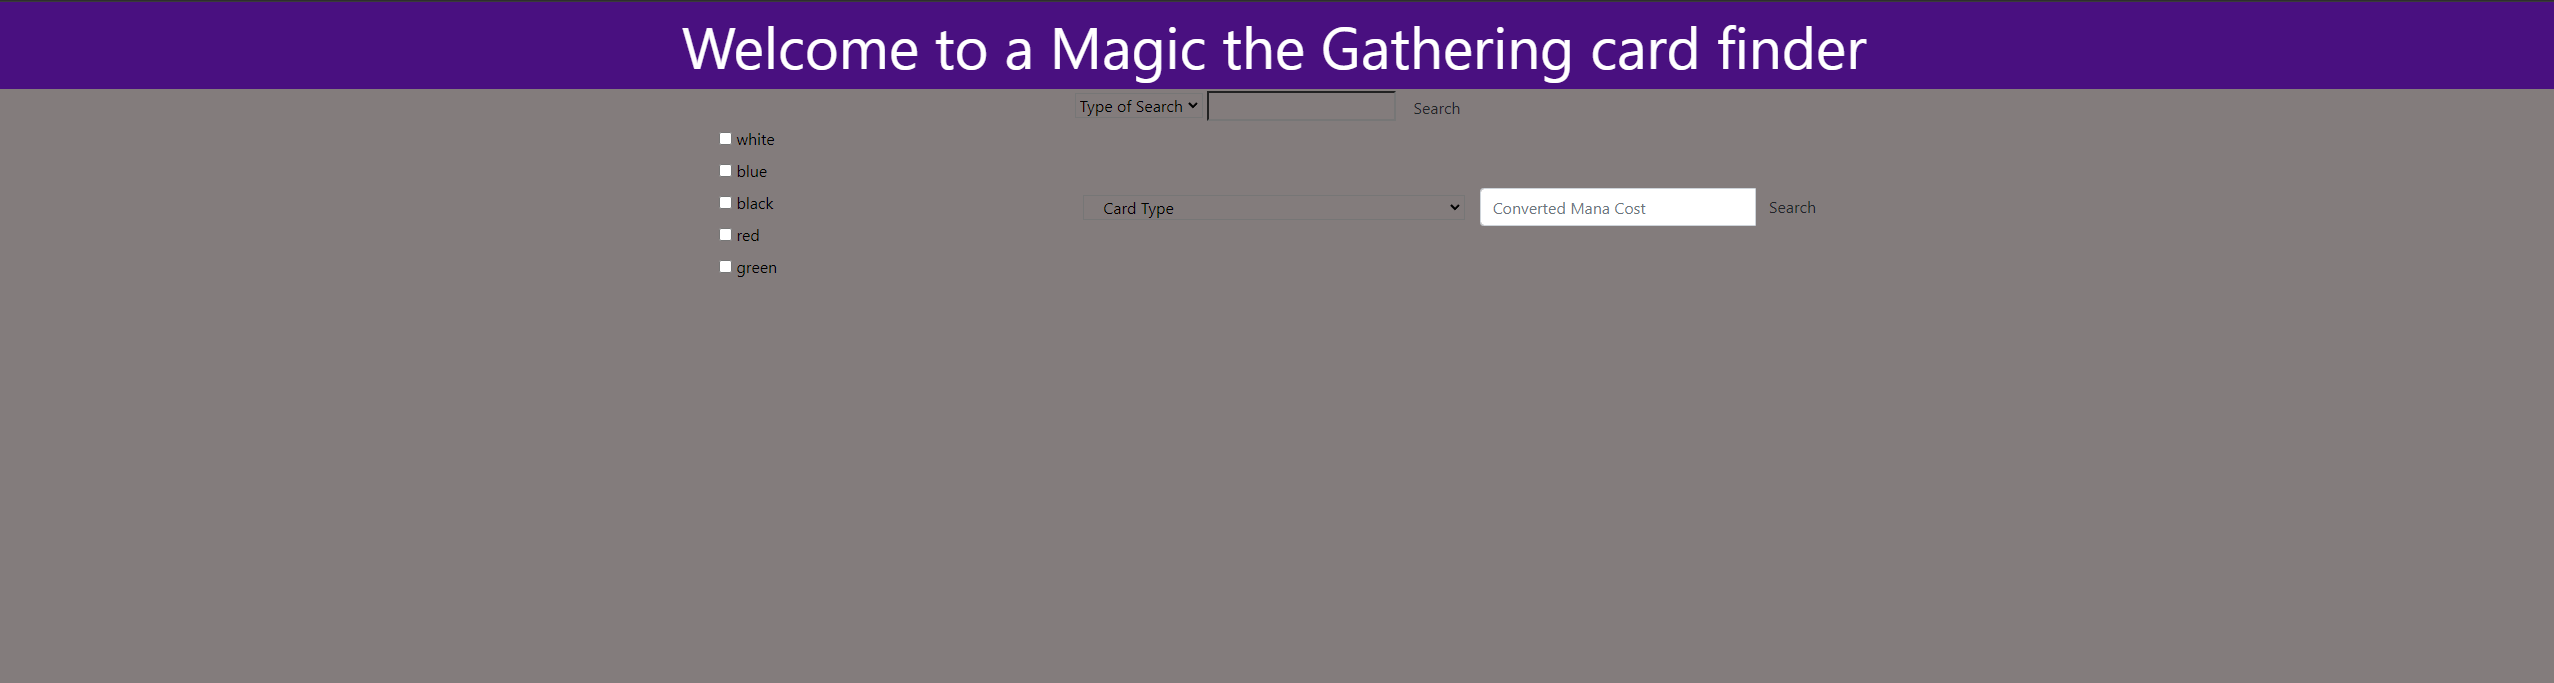 Welcome to a Magic the Gathering card finder
Type of Search Search
white
blue
black
Card Type Converted Mana Cost Search
red
green